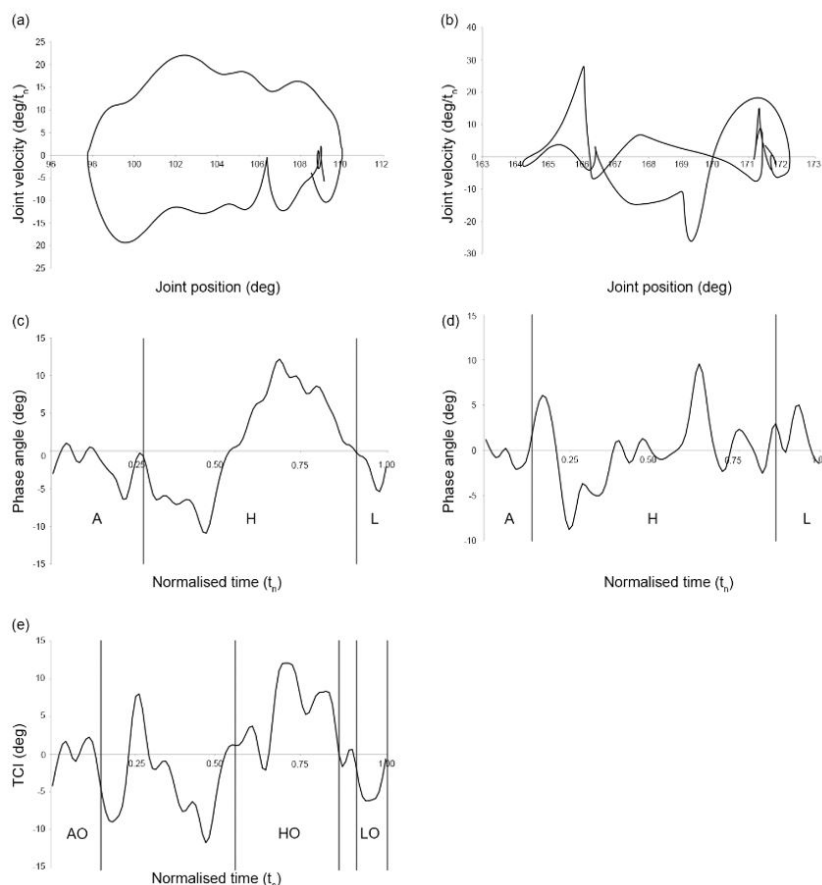 (a)
Joint velocity (deg/tn)
25
20
15
10
5
0
-5
-10
-15
-20
-25
96 98 100 102 104 106 108 110 112
Joint position (deg)
(b)
Joint velocity (deg/tn)
40
30
20
10
0
-10
-20
-30
163 164 165 166 167 168 169 170 171 172 173
Joint position (deg)
(c)
Phase angle (deg)
15
10
5
0
-5
-10
-15
0.25 0.50 0.75 1.00
A H L
Normalised time (tn)
(d)
Phase angle (deg)
15
10
5
0
-5
-10
0.25 0.50 0.75
A H L
Normalised time (tn)
(e)
TCI (deg)
15
10
5
0
-5
-10
-15
0.25 0.50 0.75 1.00
AO HO LO
Normalised time